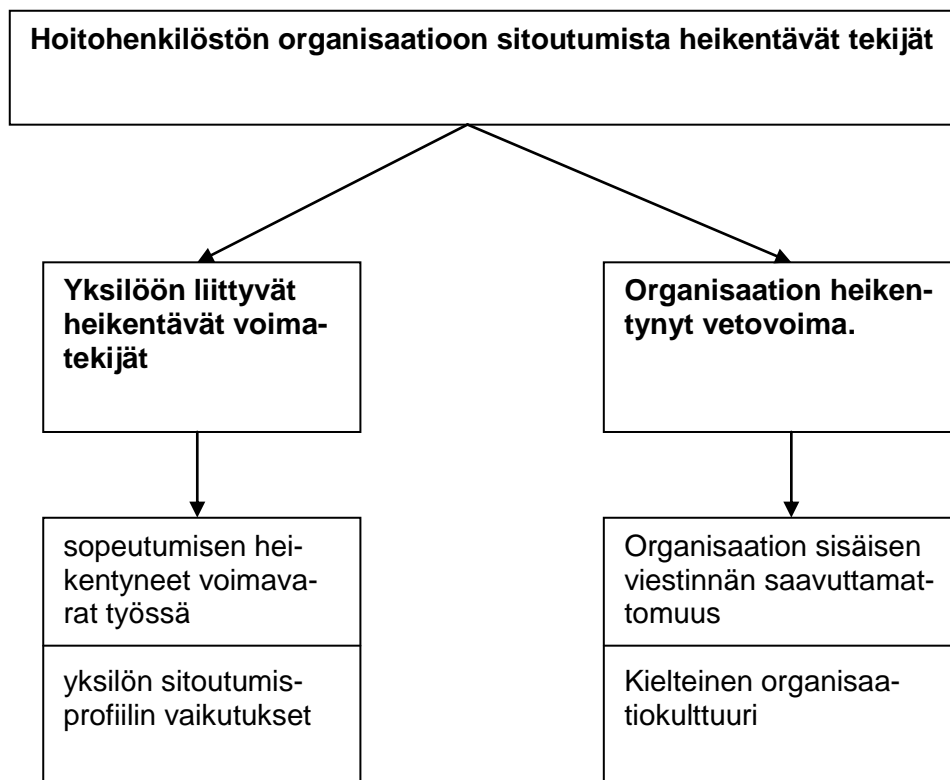 Hoitohenkilöstön organisaatioon sitoutumista heikentävät tekijät
Yksilöön liittyvät
heikentävät voima-
tekijät
Organisaation heiken-
tynyt vetovoima.
sopeutumisen hei-
kentyneet voimava-
rat työssä
yksilön sitoutumis-
profiilin vaikutukset
Organisaation sisäisen
viestinnän saavuttamat-
tomuus
Kielteinen organisaa-
tiokulttuuri